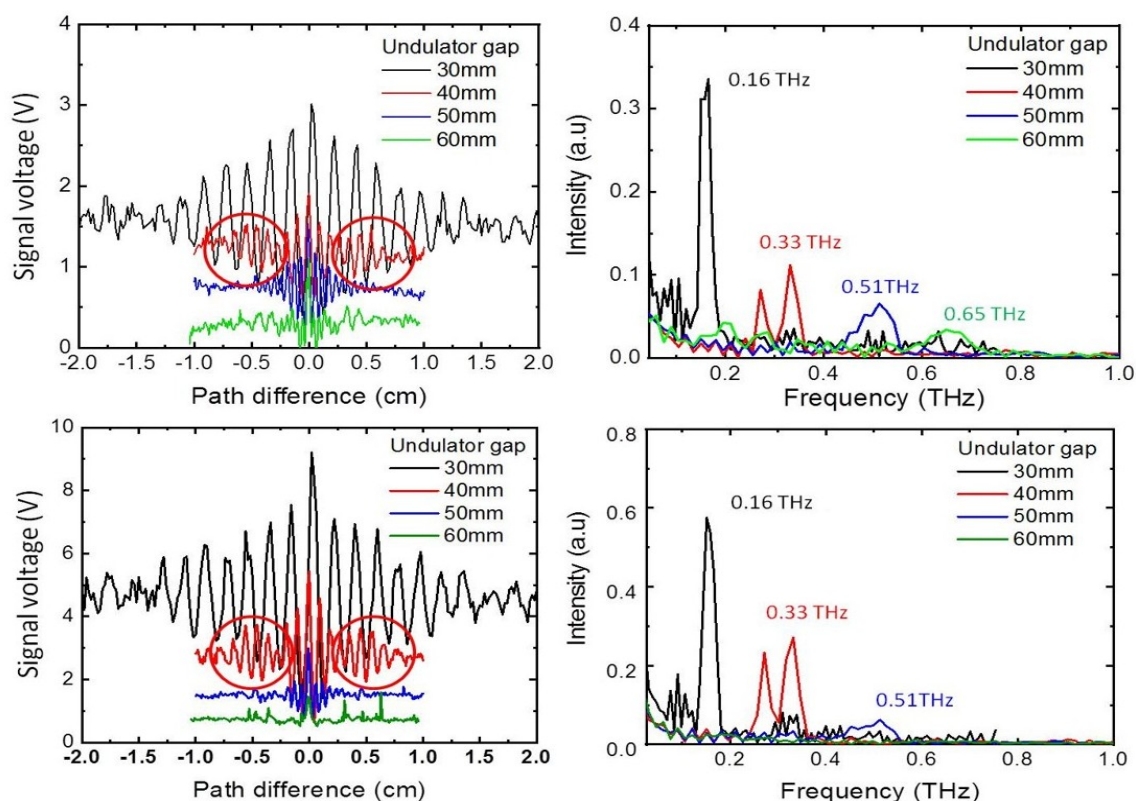 4
3
2
1
0
Signal voltage (V)
Undulator gap
30mm
40mm
50mm
60mm
-2.0 -1.5 -1.0 -0.5 0.0 0.5 1.0 1.5 2.0
Path difference (cm)
0.4
0.3
0.2
0.1
0.0
Intensity (a.u)
0.16 THz
0.33 THz
0.51THz
0.65 THz
Undulator gap
30mm
40mm
50mm
60mm
0.2 0.4 0.6 0.8 1.0
Frequency (THz)
10
8
6
4
2
0
Signal voltage (V)
Undulator gap
30mm
40mm
50mm
60mm
-2.0 -1.5 -1.0 -0.5 0.0 0.5 1.0 1.5 2.0
Path difference (cm)
0.8
0.6
0.4
0.2
0.0
Intensity (a.u)
0.16 THz
0.33 THz
0.51THz
Undulator gap
30mm
40mm
50mm
60mm
0.2 0.4 0.6 0.8 1.0
Frequency (THz)